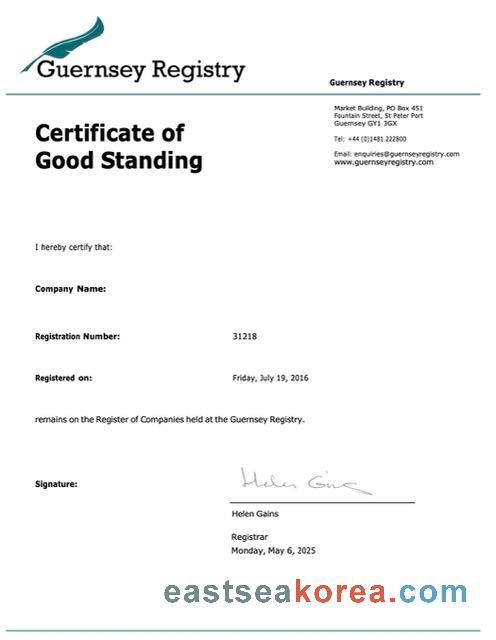 Guernsey Registry
Guernsey Registry
Market Building, PO Box 451
Fountain Street, St Peter Port
Guernsey GY1 3GX
Tel: +44 (0)1481 222800
Email: enquiries@guernseyregistry.com
www.guernseyregistry.com
Certificate of
Good Standing
I hereby certify that:
Company Name:
Registration Number: 31218
Registered on: Friday, July 19, 2016
remains on the Register of Companies held at the Guernsey Registry.
Signature: Helen Gains
Helen Gains
Registrar
Monday, May 6, 2025
eastseakorea.com